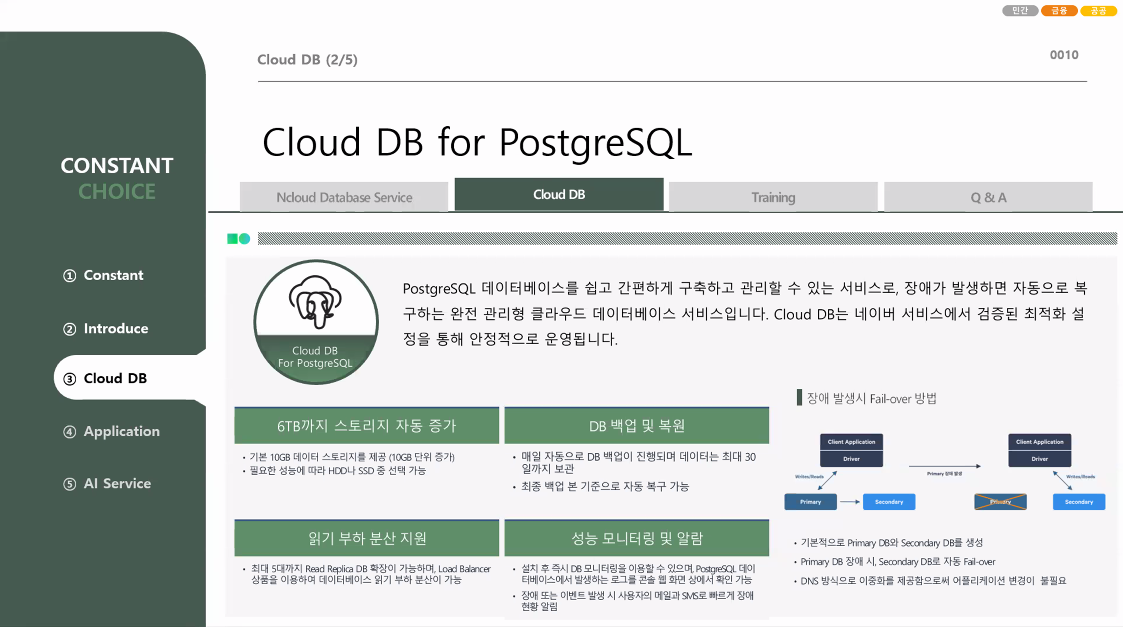 민간 금융 공공
Cloud DB (2/5)
0010
Cloud DB for PostgreSQL
CONSTANT
CHOICE
① Constant
② Introduce
③ Cloud DB
④ Application
⑤ AI Service
Ncloud Database Service
Cloud DB
Training
Q & A
Cloud DB
For PostgreSQL
PostgreSQL 데이터베이스를 쉽고 간편하게 구축하고 관리할 수 있는 서비스로, 장애가 발생하면 자동으로 복
구하는 완전 관리형 클라우드 데이터베이스 서비스입니다. Cloud DB는 네이버 서비스에서 검증된 최적화 설
정을 통해 안정적으로 운영됩니다.
6TB까지 스토리지 자동 증가
• 기본 10GB 데이터 스토리지를 제공 (10GB 단위 증가)
• 필요한 성능에 따라 HDD나 SSD 중 선택 가능
DB 백업 및 복원
• 매일 자동으로 DB 백업이 진행되며 데이터는 최대 30
일까지 보관
• 최종 백업 본 기준으로 자동 복구 가능
읽기 부하 분산 지원
• 최대 5대까지 Read Replica DB 확장이 가능하며, Load Balancer
상품을 이용하여 데이터베이스 읽기 부하 분산이 가능
성능 모니터링 및 알람
• 설치 후 즉시 DB 모니터링을 이용할 수 있으며, PostgreSQL 데이
터베이스에서 발생하는 로그를 콘솔 웹 화면 상에서 확인 가능
• 장애 또는 이벤트 발생 시 사용자의 메일과 SMS로 빠르게 장애
현황 알림
장애 발생시 Fail-over 방법
Client Application
Driver
Writes/Reads
Primary
Secondary
Primary 장애 발생
Client Application
Driver
Writes/Reads
Primary
Secondary
• 기본적으로 Primary DB와 Secondary DB를 생성
• Primary DB 장애 시, Secondary DB로 자동 Fail-over
• DNS 방식으로 이중화를 제공함으로써 어플리케이션 변경이 불필요